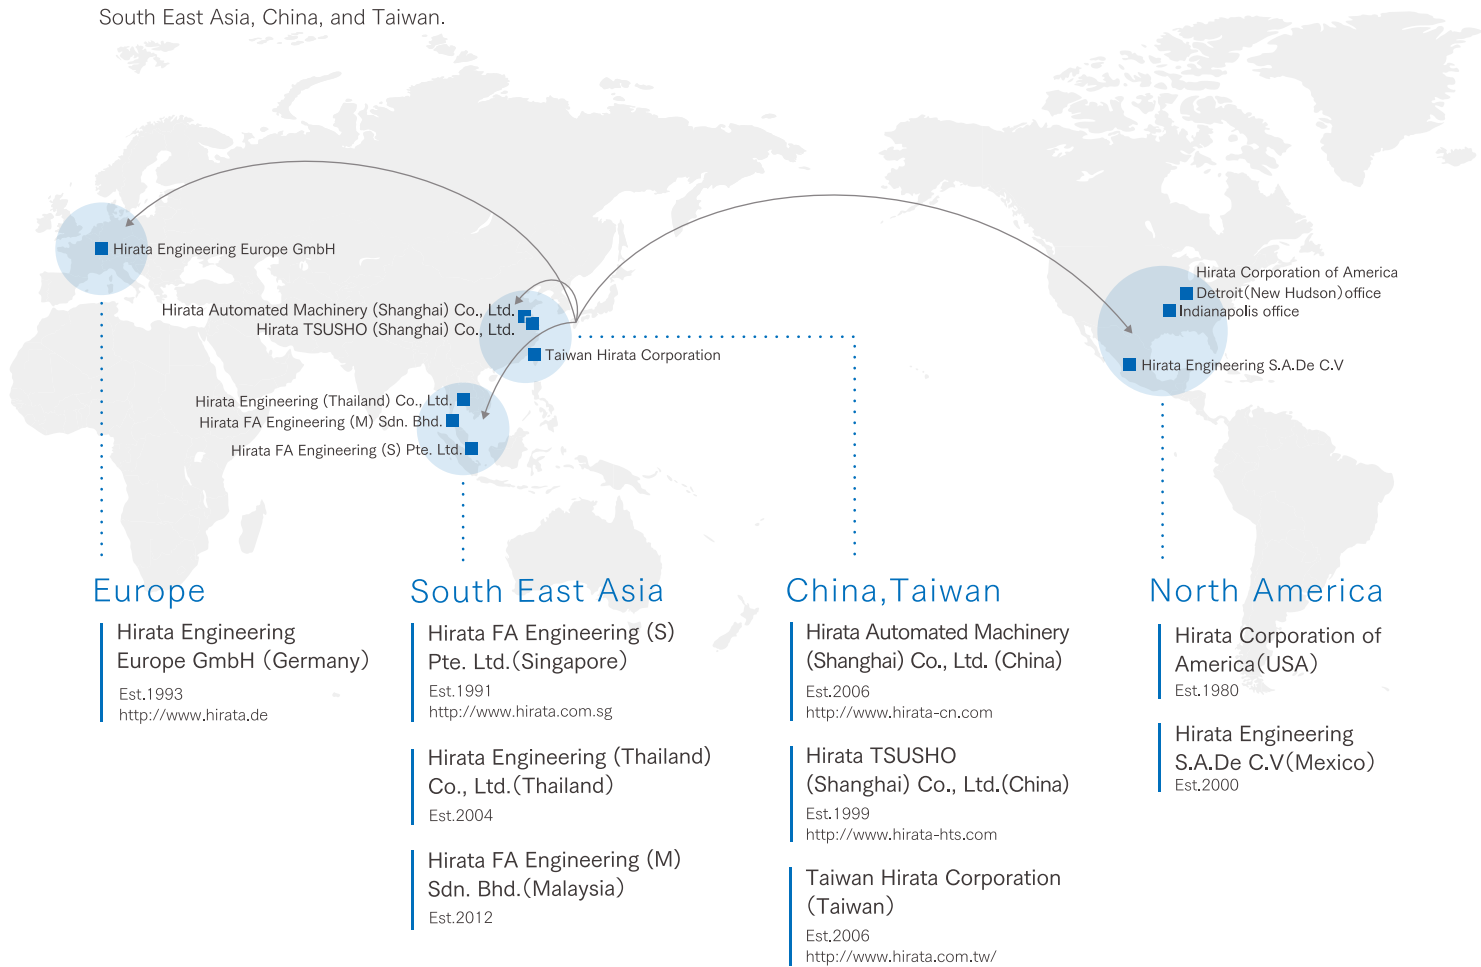 South East Asia, China, and Taiwan.
Hirata Engineering Europe GmbH
Hirata Automated Machinery (Shanghai) Co., Ltd.
Hirata TSUSHO (Shanghai) Co., Ltd.
Taiwan Hirata Corporation
Hirata Engineering (Thailand) Co., Ltd.
Hirata FA Engineering (M) Sdn. Bhd.
Hirata FA Engineering (S) Pte. Ltd.
Hirata Corporation of America
Detroit(New Hudson)office
Indianapolis office
Hirata Engineering S.A.De C.V
Europe
Hirata Engineering
Europe GmbH (Germany)
Est.1993
http://www.hirata.de
South East Asia
Hirata FA Engineering (S)
Pte. Ltd.(Singapore)
Est.1991
http://www.hirata.com.sg
Hirata Engineering (Thailand)
Co., Ltd.(Thailand)
Est.2004
Hirata FA Engineering (M)
Sdn. Bhd.(Malaysia)
Est.2012
China,Taiwan
Hirata Automated Machinery
(Shanghai) Co., Ltd. (China)
Est.2006
http://www.hirata-cn.com
Hirata TSUSHO
(Shanghai) Co., Ltd.(China)
Est.1999
http://www.hirata-hts.com
Taiwan Hirata Corporation
(Taiwan)
Est.2006
http://www.hirata.com.tw/
North America
Hirata Corporation of
America(USA)
Est.1980
Hirata Engineering
S.A.De C.V(Mexico)
Est.2000